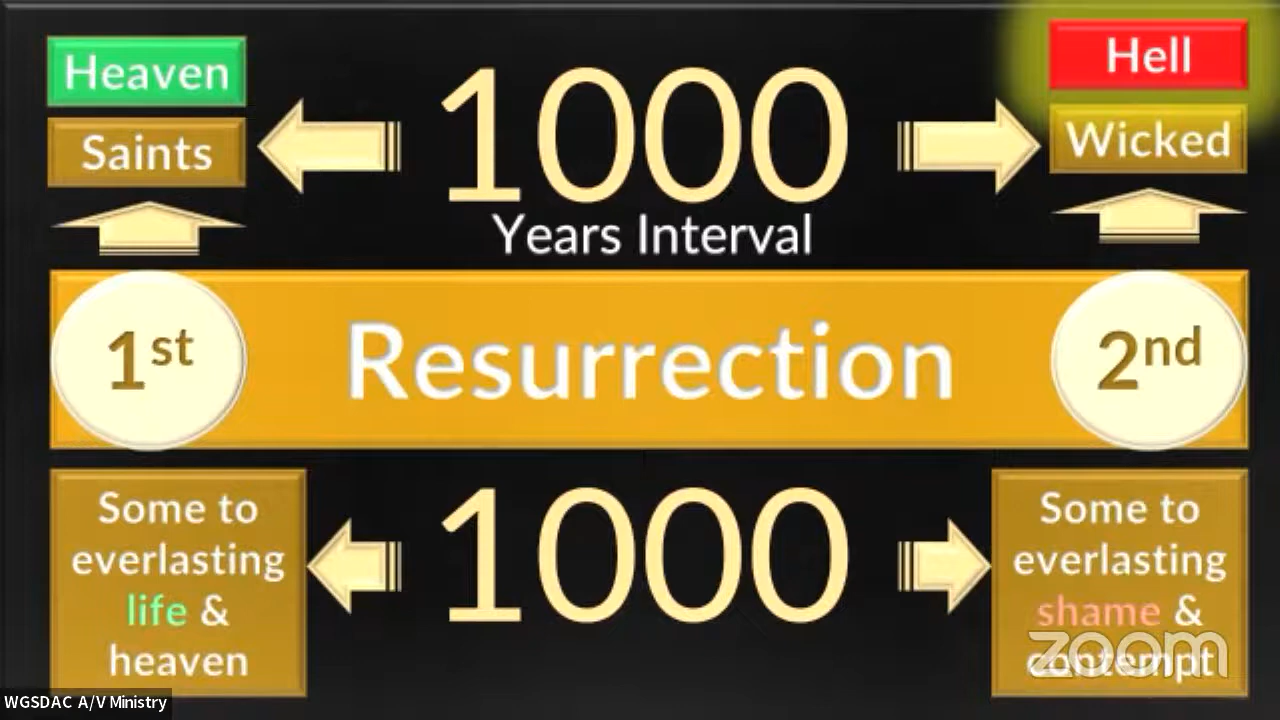 Heaven
Saints
1000
Years Interval
Hell
Wicked
1st
Resurrection
2nd
Some to
everlasting
life &
heaven
1000
Some to
everlasting
shame &
contempt
zoom
WGSDAC A/V Ministry